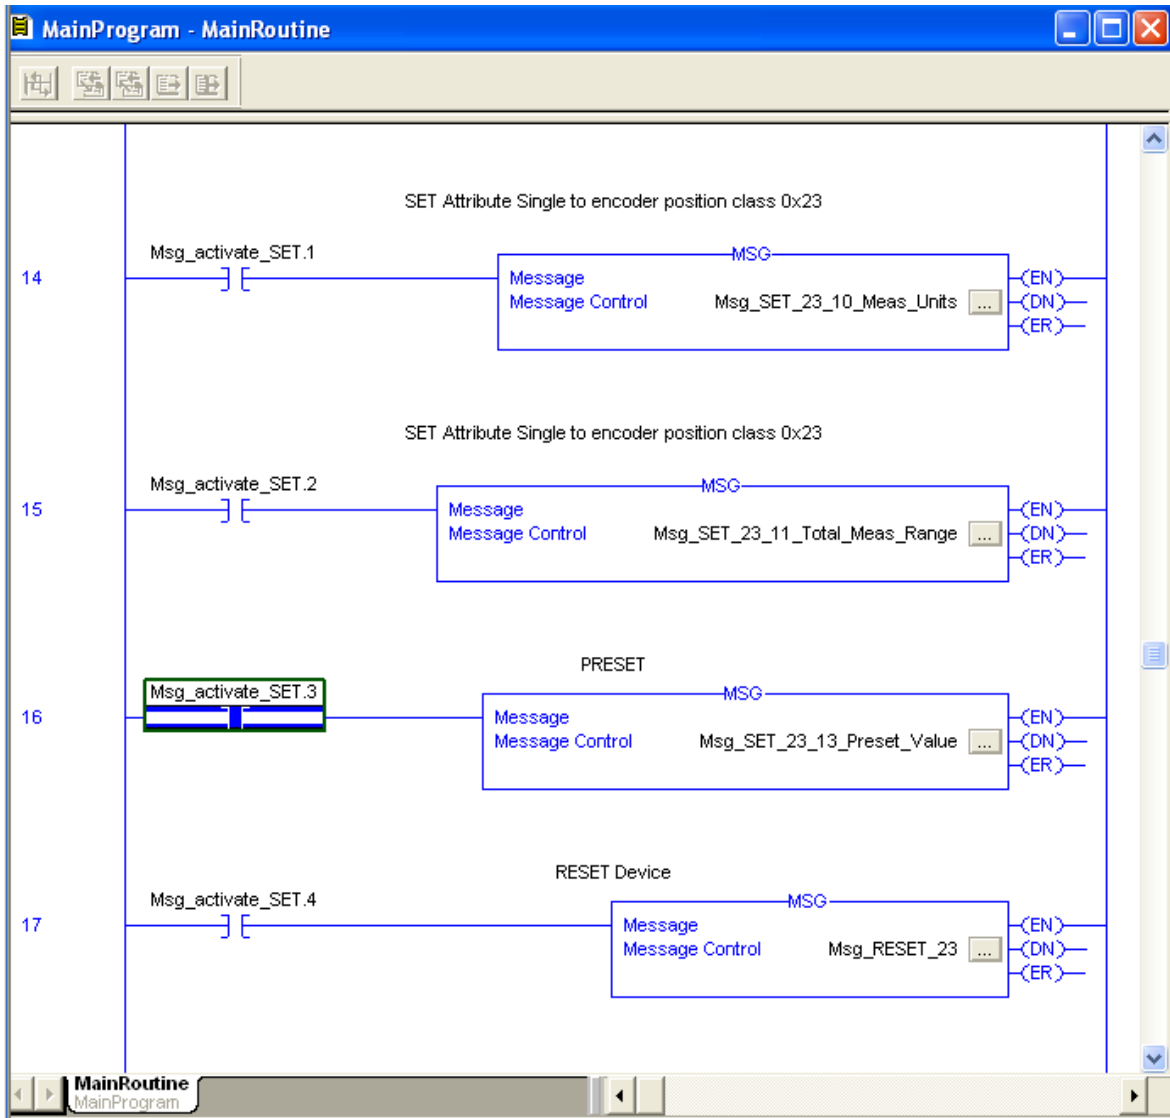 MainProgram - MainRoutine
SET Attribute Single to encoder position class 0x23
14
Msg_activate_SET.1
MSG
Message
Message Control Msg_SET_23_10_Meas_Units ...
EN
DN
ER
SET Attribute Single to encoder position class 0x23
15
Msg_activate_SET.2
MSG
Message
Message Control Msg_SET_23_11_Total_Meas_Range ...
EN
DN
ER
PRESET
16
Msg_activate_SET.3
MSG
Message
Message Control Msg_SET_23_13_Preset_Value ...
EN
DN
ER
RESET Device
17
Msg_activate_SET.4
MSG
Message
Message Control Msg_RESET_23 ...
EN
DN
ER
MainRoutine
MainProgram